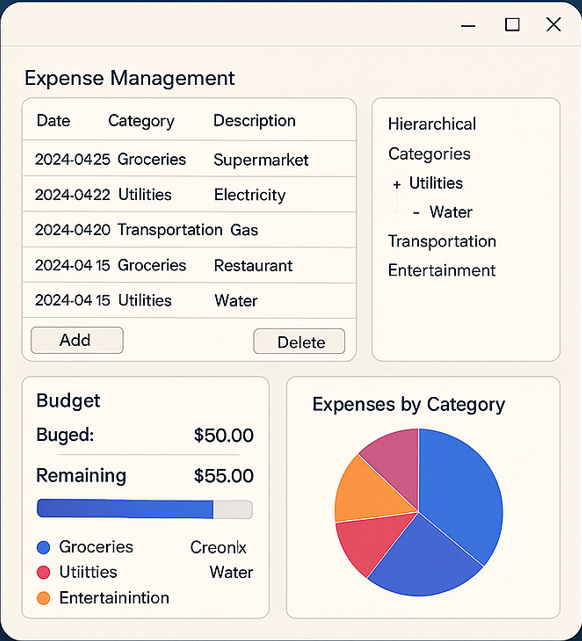 Expense Management
Date Category Description
2024-0425 Groceries Supermarket
2024-0422 Utilities Electricity
2024-0420 Transportation Gas
2024-04 15 Groceries Restaurant
2024-04 15 Utilities Water
Add Delete
Hierarchical
Categories
+ Utilities
- Water
Transportation
Entertainment
Budget
Buged: $50.00
Remaining $55.00
Groceries Creonlx
Utiitties Water
Entertainintion
Expenses by Category